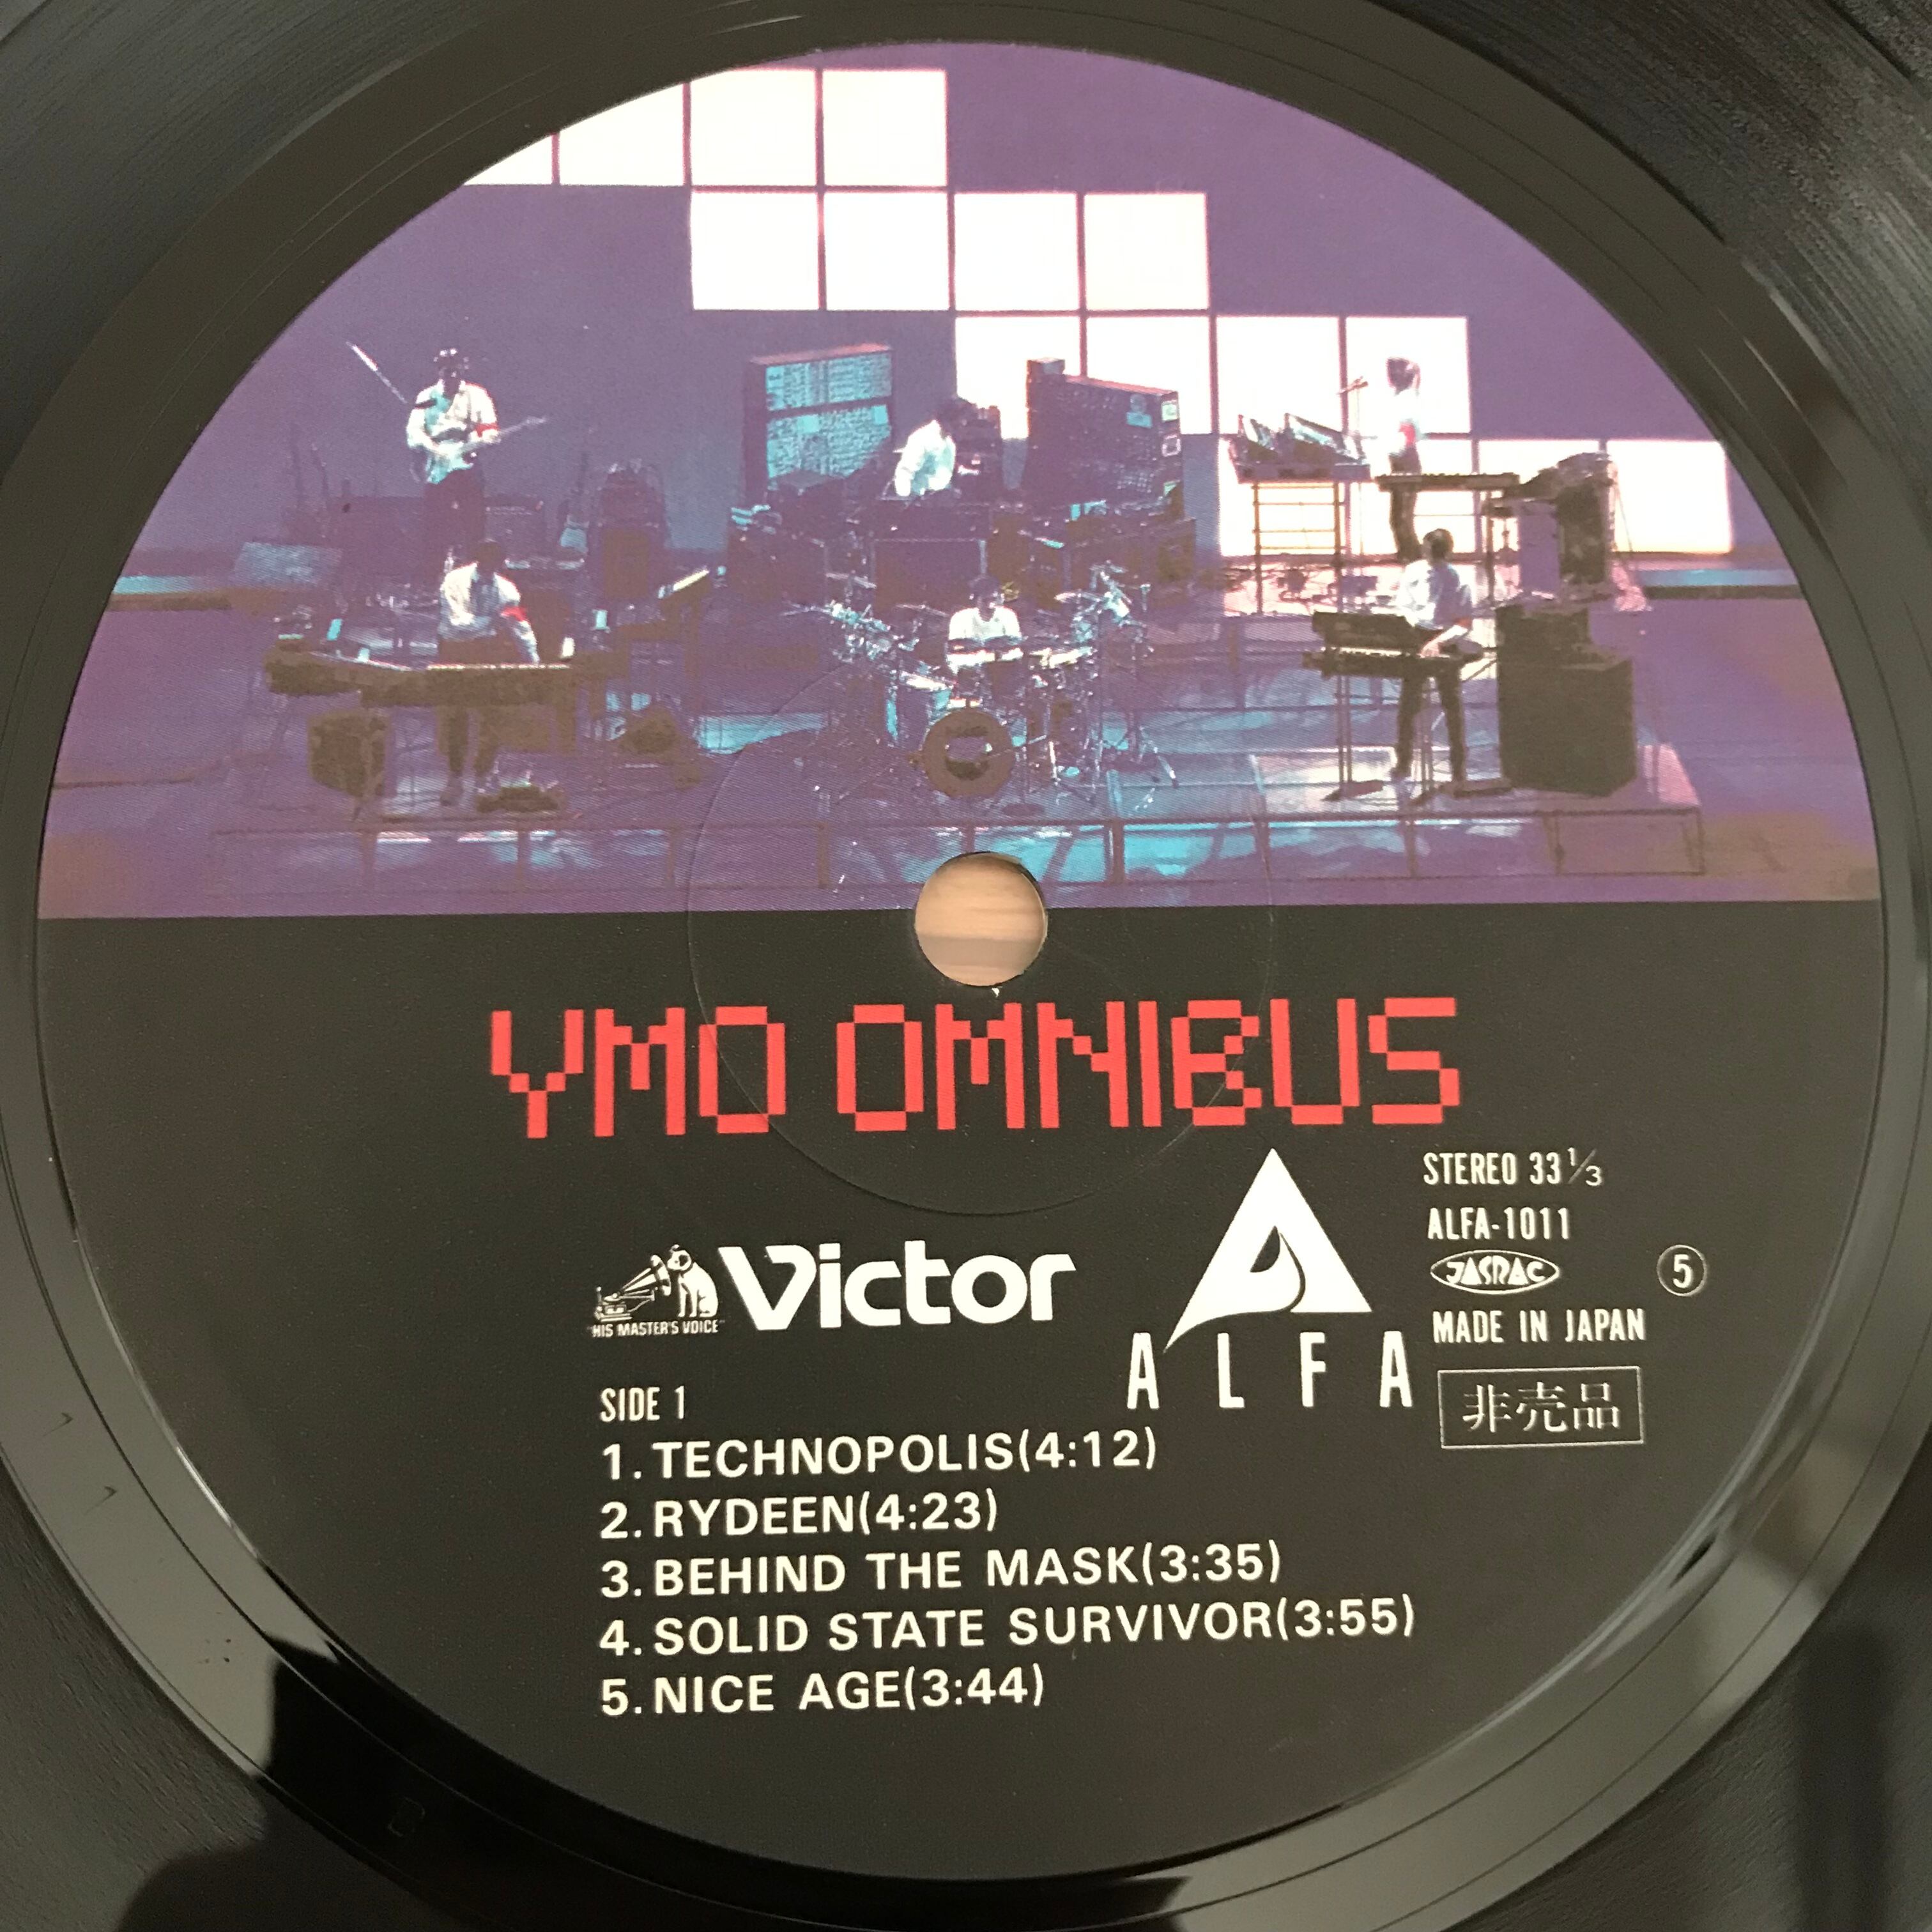 YMO OMNIBUS
STEREO 33 1/3
ALFA-1011
JASRAC
5
MADE IN JAPAN
非売品
"HIS MASTER'S VOICE"
Victor
ALFA
SIDE 1
1. TECHNOPOLIS(4:12)
2. RYDEEN(4:23)
3. BEHIND THE MASK(3:35)
4. SOLID STATE SURVIVOR(3:55)
5. NICE AGE(3:44)